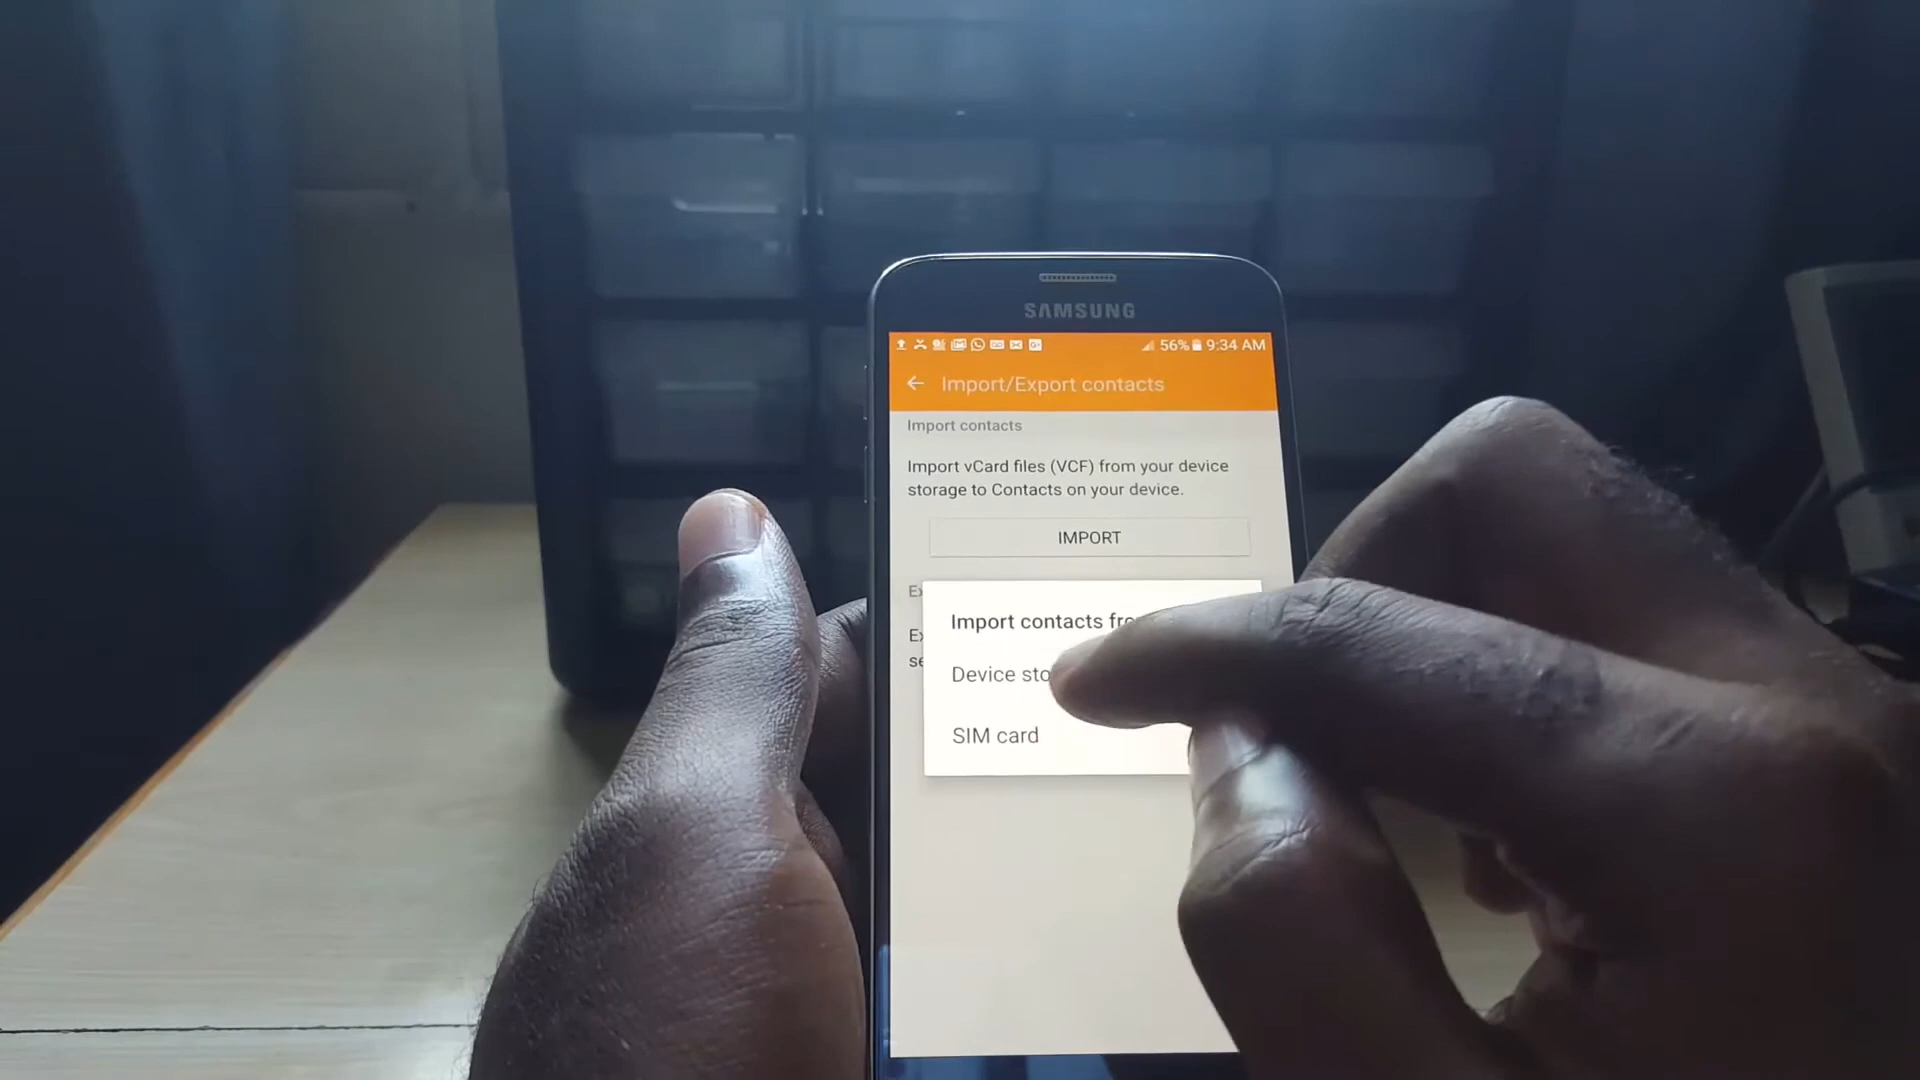 SAMSUNG
56% 9:34 AM
Import/Export contacts
Import contacts
Import vCard files (VCF) from your device
storage to Contacts on your device.
IMPORT
Import contacts
Device
SIM card